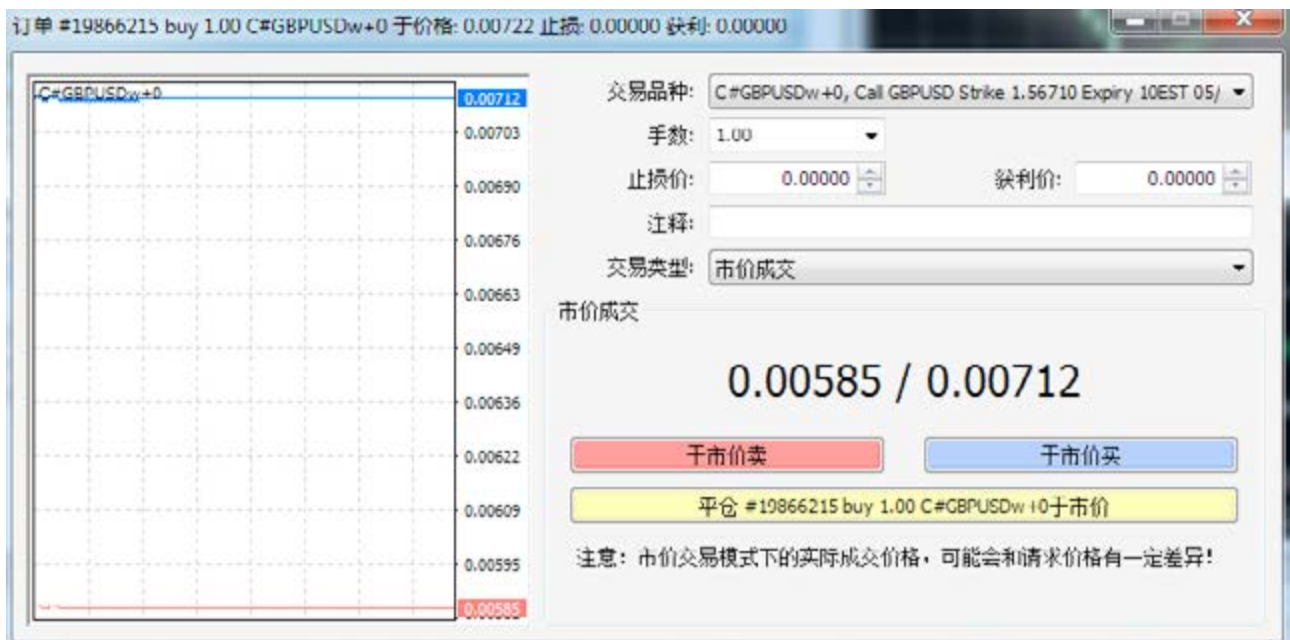 订单 #19866215 buy 1.00 C#GBPUSDw+0 于价格: 0.00722 止损: 0.00000 获利: 0.00000
C#GBPUSDw+0
0.00712
0.00703
0.00690
0.00676
0.00663
0.00649
0.00636
0.00622
0.00609
0.00595
0.00585
交易品种: C#GBPUSDw+0, Call GBPUSD Strike 1.56710 Expiry 10EST 05/
手数: 1.00
止损价: 0.00000 获利价: 0.00000
注释:
交易类型: 市价成交
市价成交
0.00585 / 0.00712
于市价卖 于市价买
平仓 #19866215 buy 1.00 C#GBPUSDw+0于市价
注意：市价交易模式下的实际成交价格，可能会和请求价格有一定差异!